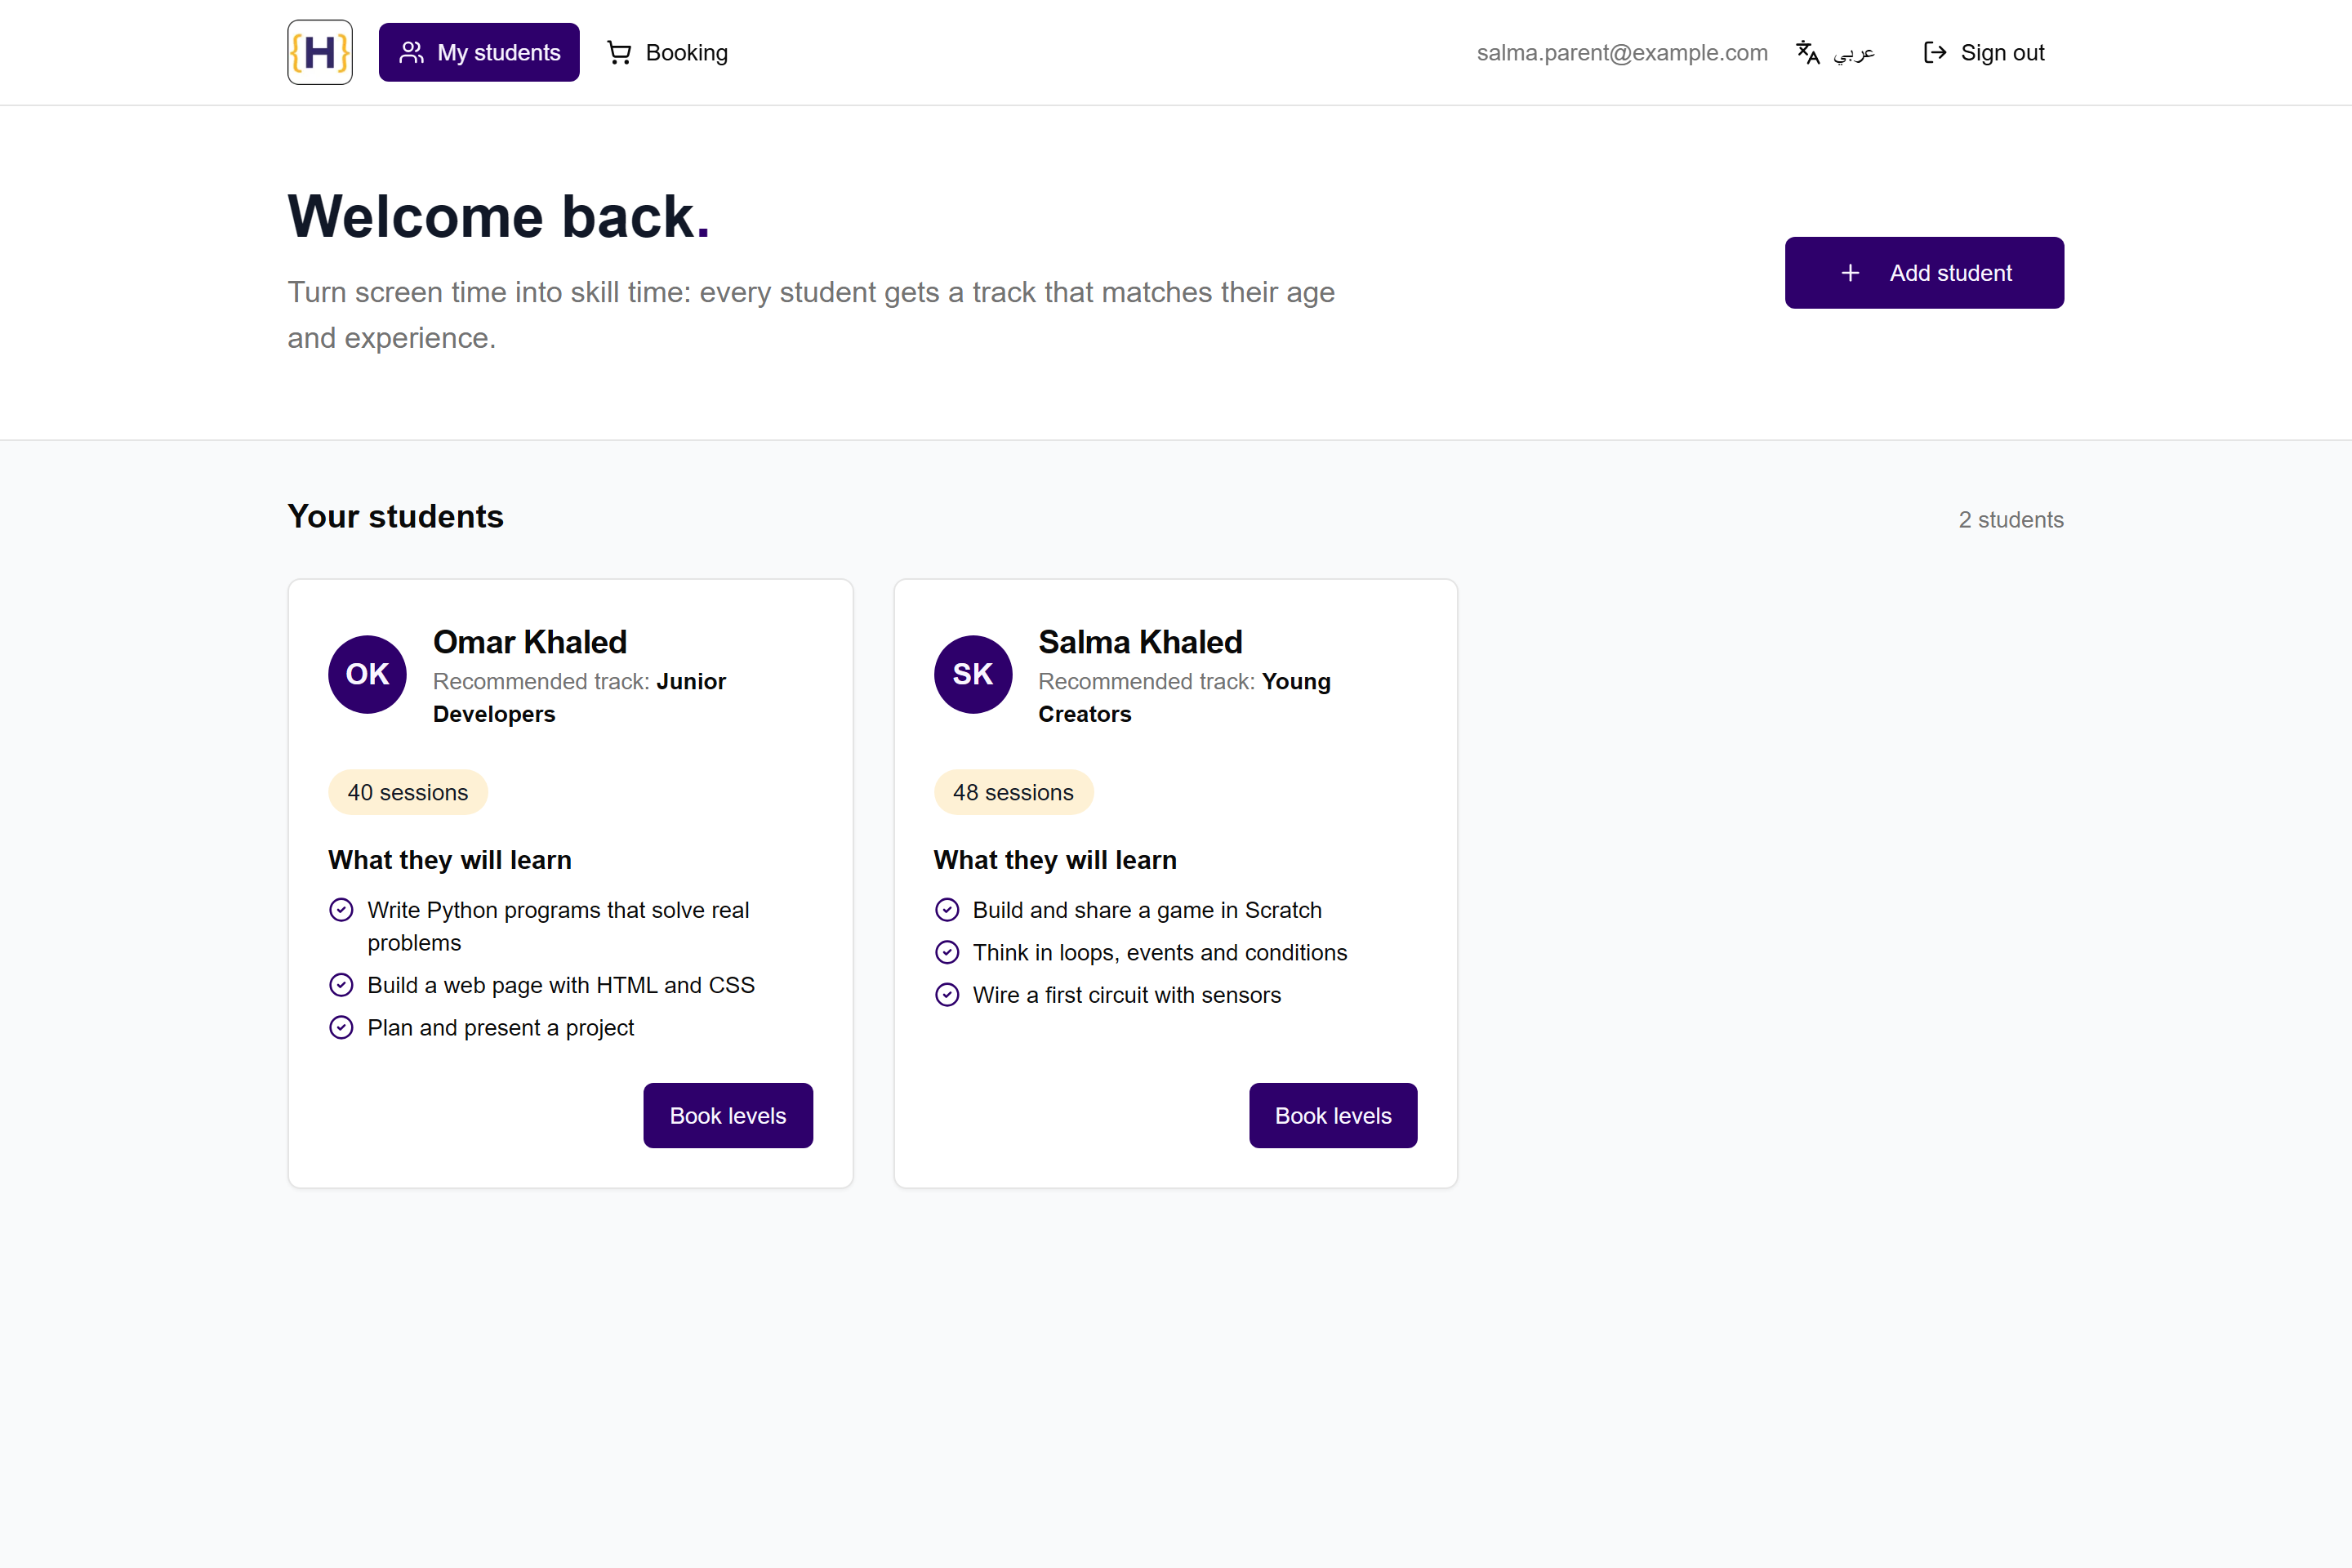 {H}
My students
Booking
salma.parent@example.com
عربي
Sign out
Welcome back.
Turn screen time into skill time: every student gets a track that matches their age
and experience.
Add student
Your students
2 students
OK
Omar Khaled
Recommended track: Junior
Developers
40 sessions
What they will learn
Write Python programs that solve real
problems
Build a web page with HTML and CSS
Plan and present a project
Book levels
SK
Salma Khaled
Recommended track: Young
Creators
48 sessions
What they will learn
Build and share a game in Scratch
Think in loops, events and conditions
Wire a first circuit with sensors
Book levels